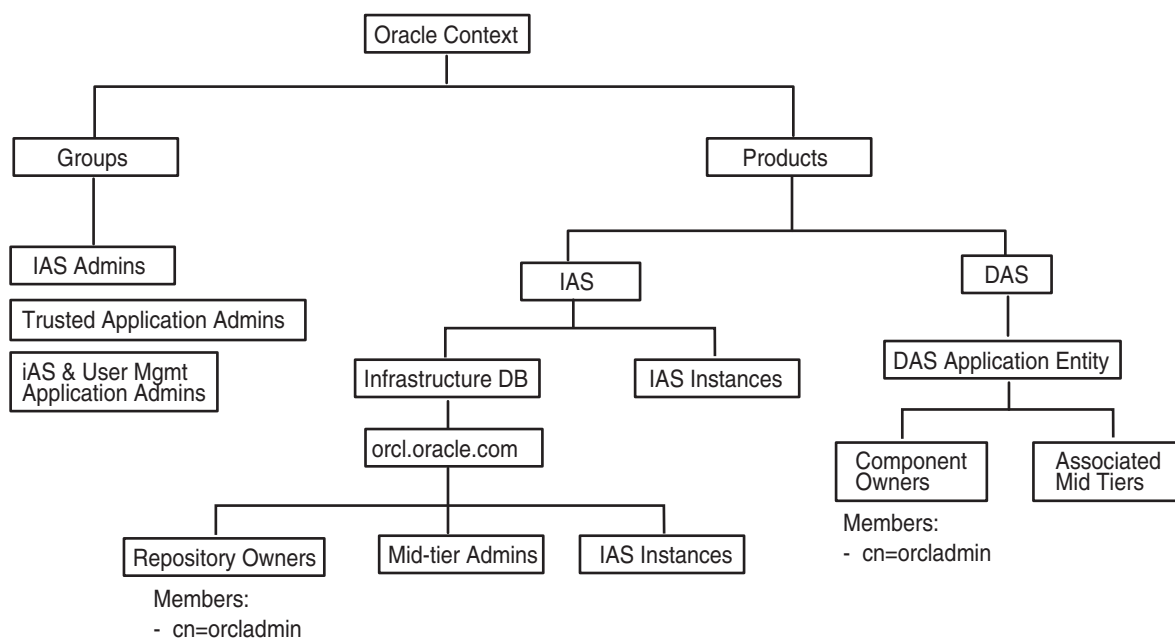 Oracle Context
Groups
Products
IAS Admins
Trusted Application Admins
iAS & User Mgmt
Application Admins
IAS
DAS
Infrastructure DB
IAS Instances
DAS Application Entity
orcl.oracle.com
Component
Owners
Associated
Mid Tiers
Members:
- cn=orcladmin
Repository Owners
Mid-tier Admins
IAS Instances
Members:
- cn=orcladmin